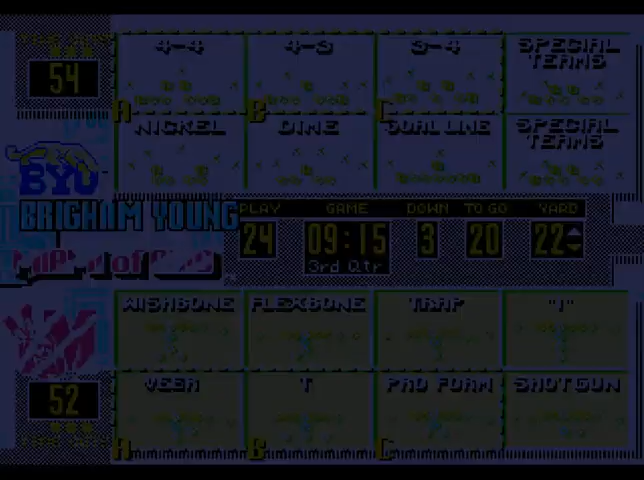 4-4 4-3 3-4 SPECIAL TEAMS
54
A B C
NICKEL DIME GOAL LINE SPECIAL TEAMS
BYU
BRIGHAM YOUNG
PLAY GAME DOWN TO GO YARD
24 09:15 3 20 22
3rd Qtr
WISHBONE FLEXBONE TRAP "I"
VEER T PRO FORM SHOTGUN
52
A B C